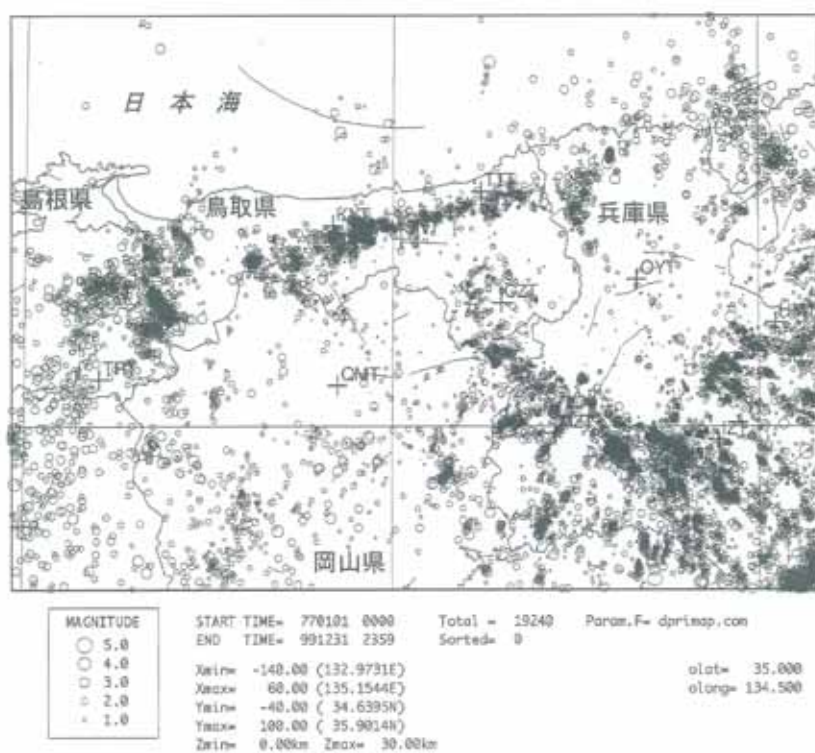 日本海
島根県
鳥取県
兵庫県
OYT
TRT
OMT
岡山県
MAGNITUDE
5.0
4.0
3.0
2.0
1.0
START TIME= 770101 0000 Total = 19240 Param.F= dprimap.com
END TIME= 991231 2359 Sorted= 0
Xmin= -140.00 (132.9731E) olat= 35.000
Xmax= 60.00 (135.1544E) olong= 134.500
Ymin= -40.00 ( 34.6395N)
Ymax= 100.00 ( 35.9014N)
Zmin= 0.00km Zmax= 30.00km